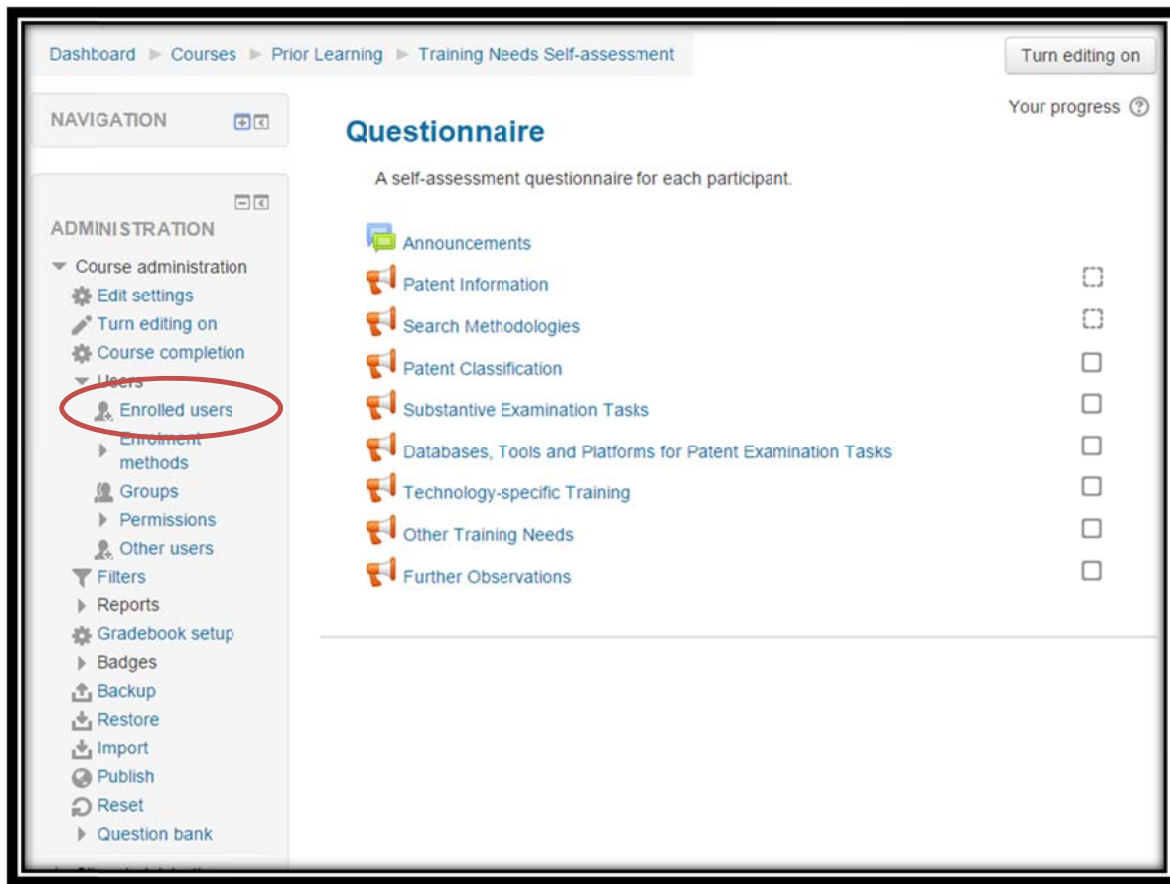 Dashboard Courses Prior Learning Training Needs Self-assessment
Turn editing on
NAVIGATION
ADMINISTRATION
Course administration
Edit settings
Turn editing on
Course completion
Users
Enrolled users
Enrolment
methods
Groups
Permissions
Other users
Filters
Reports
Gradebook setup
Badges
Backup
Restore
Import
Publish
Reset
Question bank
Your progress
Questionnaire
A self-assessment questionnaire for each participant.
Announcements
Patent Information
Search Methodologies
Patent Classification
Substantive Examination Tasks
Databases, Tools and Platforms for Patent Examination Tasks
Technology-specific Training
Other Training Needs
Further Observations